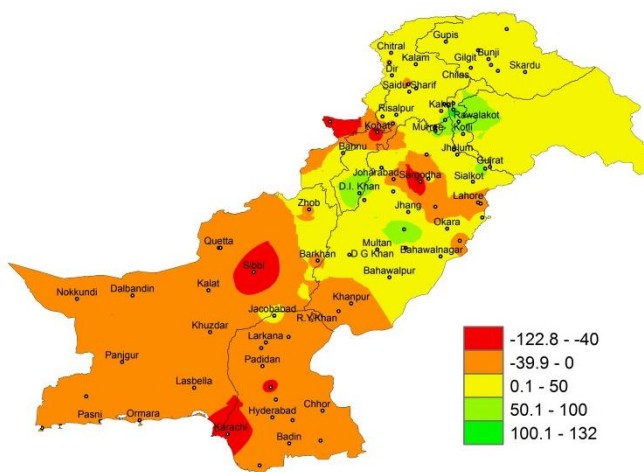 Gupis
Chitral
Kalam
Gilgit
Bunji
Dir
Chilas
Skardu
Saidu Sharif
Risalpur
Kakul
Rawalakot
Kohat
Murree
Kotli
Bannu
Jhelum
Joharabad
Gujrat
D.I. Khan
Sargodha
Sialkot
Zhob
Jhang
Lahore
Okara
Quetta
Multan
Barkhan
D G Khan
Bahawalnagar
Sibbi
Bahawalpur
Nokkundi
Dalbandin
Kalat
Khanpur
Jacobabad
R.Y.Khan
Khuzdar
Larkana
Panjgur
Padidan
Lasbella
Pasni
Ormara
Hyderabad
Chhor
Karachi
Badin
-122.8 - -40
-39.9 - 0
0.1 - 50
50.1 - 100
100.1 - 132